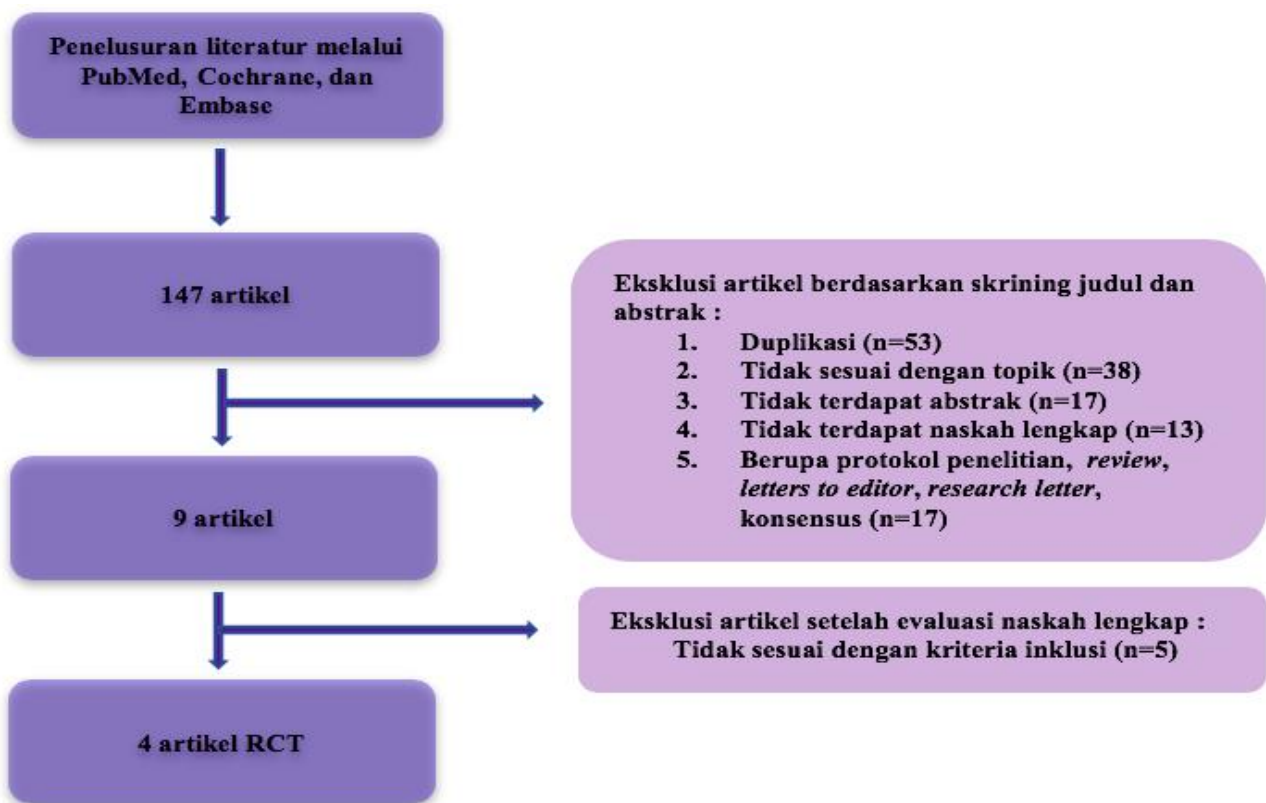 Penelusuran literatur melalui
PubMed, Cochrane, dan
Embase
147 artikel
Eksklusi artikel berdasarkan skrining judul dan
abstrak :
1. Duplikasi (n=53)
2. Tidak sesuai dengan topik (n=38)
3. Tidak terdapat abstrak (n=17)
4. Tidak terdapat naskah lengkap (n=13)
5. Berupa protokol penelitian, review,
letters to editor, research letter,
konsensus (n=17)
9 artikel
Eksklusi artikel setelah evaluasi naskah lengkap :
Tidak sesuai dengan kriteria inklusi (n=5)
4 artikel RCT